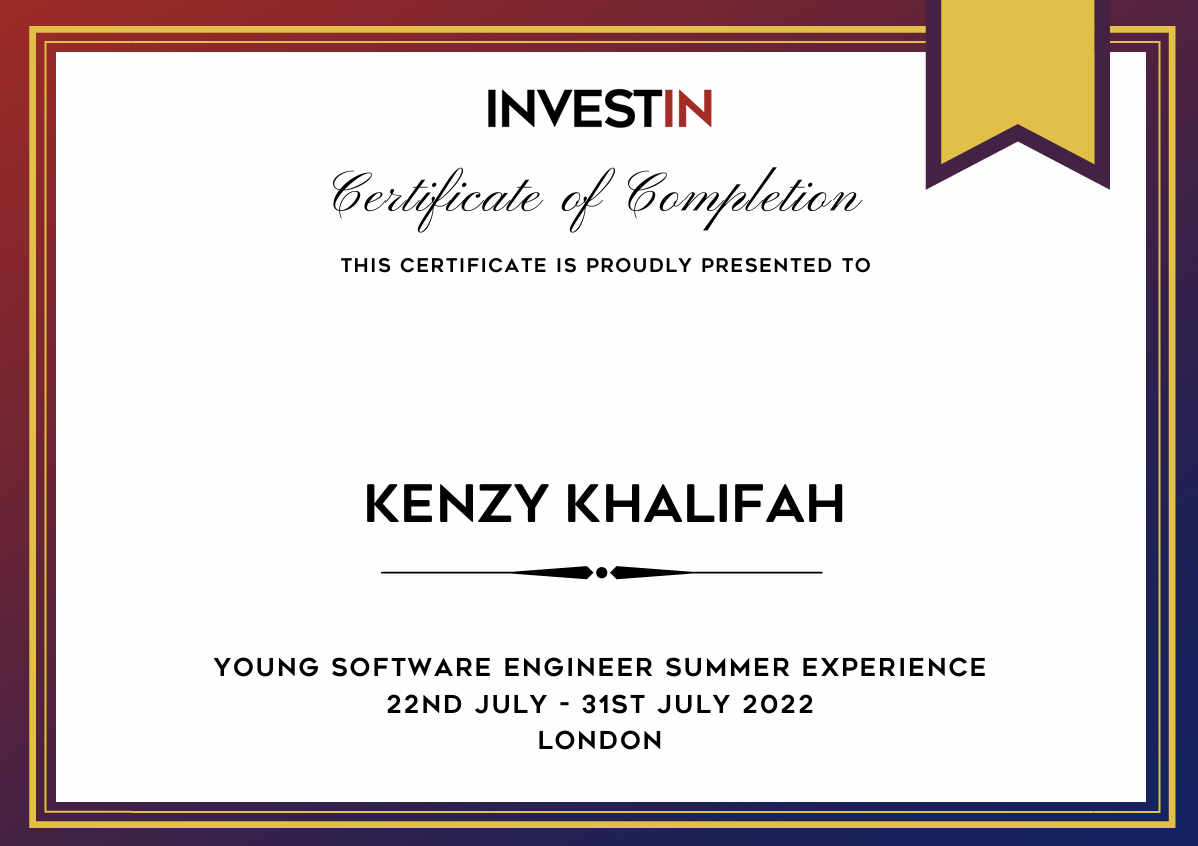 INVESTIN
Certificate of Completion
THIS CERTIFICATE IS PROUDLY PRESENTED TO
KENZY KHALIFAH
YOUNG SOFTWARE ENGINEER SUMMER EXPERIENCE
22ND JULY - 31ST JULY 2022
LONDON